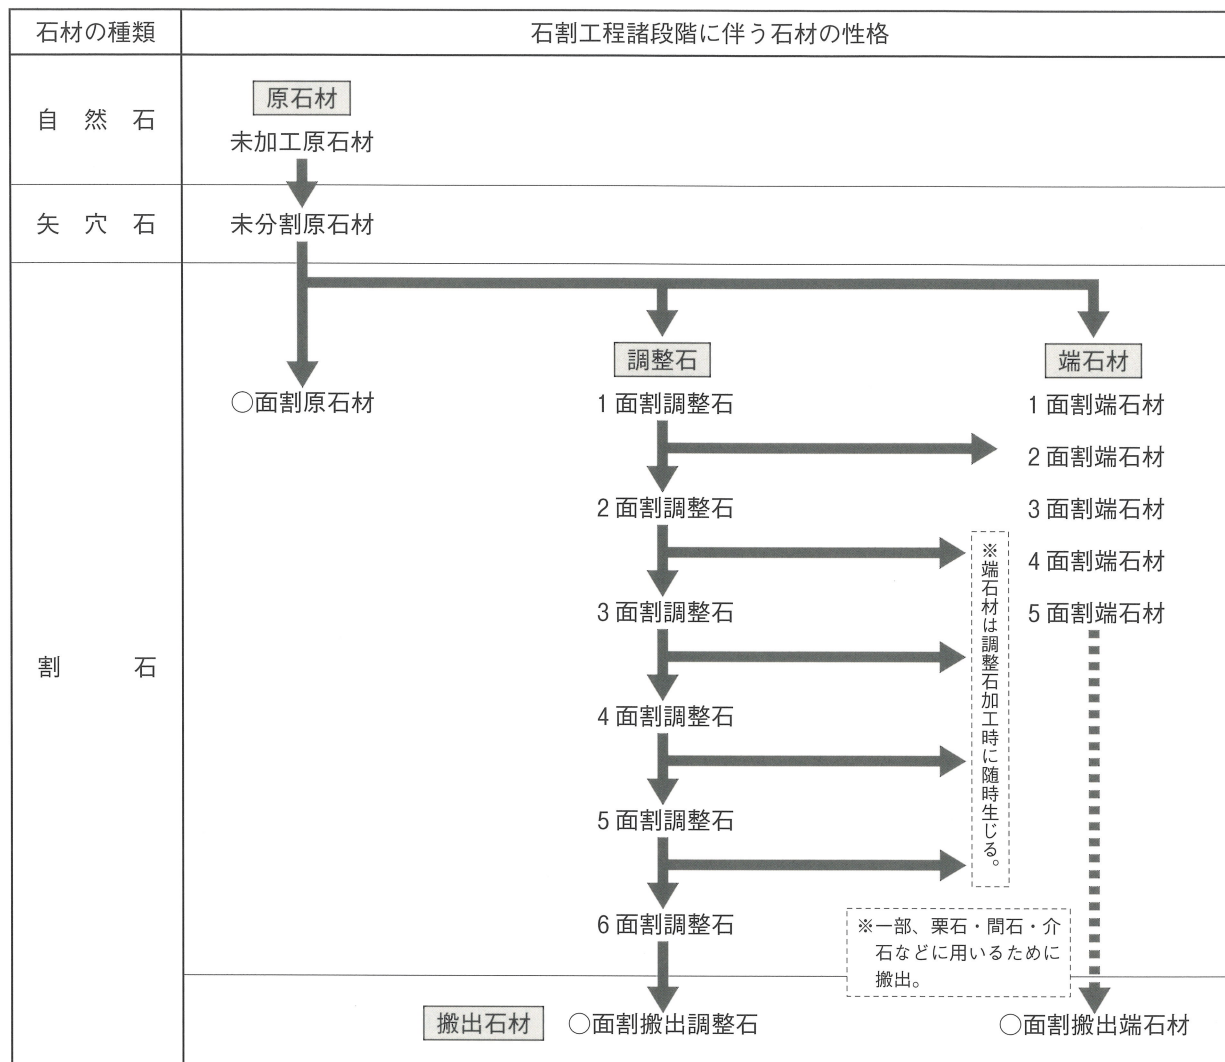 石材の種類
石割工程諸段階に伴う石材の性格
自然石
原石材
未加工原石材
矢穴石
未分割原石材
割石
調整石
端石材
○面割原石材
1面割調整石
1面割端石材
2面割端石材
2面割調整石
3面割端石材
4面割端石材
3面割調整石
5面割端石材
※端石材は調整石加工時に随時生じる。
4面割調整石
5面割調整石
6面割調整石
※一部、栗石・間石・介
石などに用いるために
搬出。
搬出石材
○面割搬出調整石
○面割搬出端石材